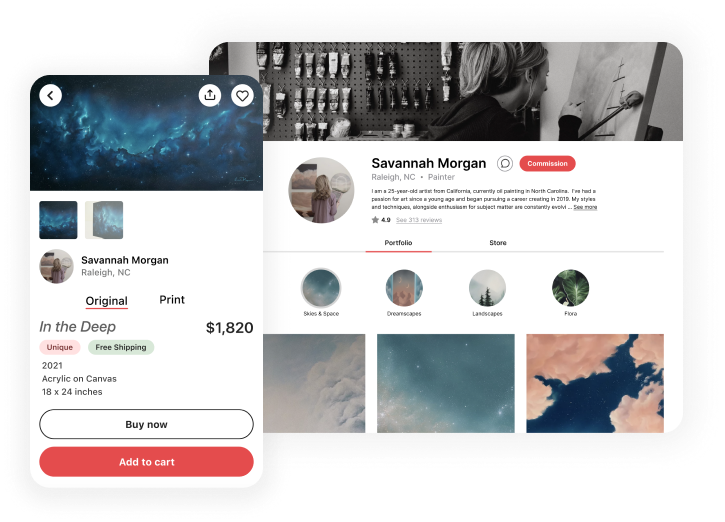 Savannah Morgan
Raleigh, NC
Original
Print
In the Deep
$1,820
Unique
Free Shipping
2021
Acrylic on Canvas
18 x 24 inches
Buy now
Add to cart
Savannah Morgan
Commission
Raleigh, NC • Painter
I am a 25-year-old artist from California, currently oil painting in North Carolina. I've had a
passion for art since a young age and began pursuing a career creating in 2019. My styles
and techniques, alongside enthusiasm for subject matter are constantly evolvi ... See more
4.9 See 313 reviews
Portfolio
Store
Skies & Space
Dreamscapes
Landscapes
Flora